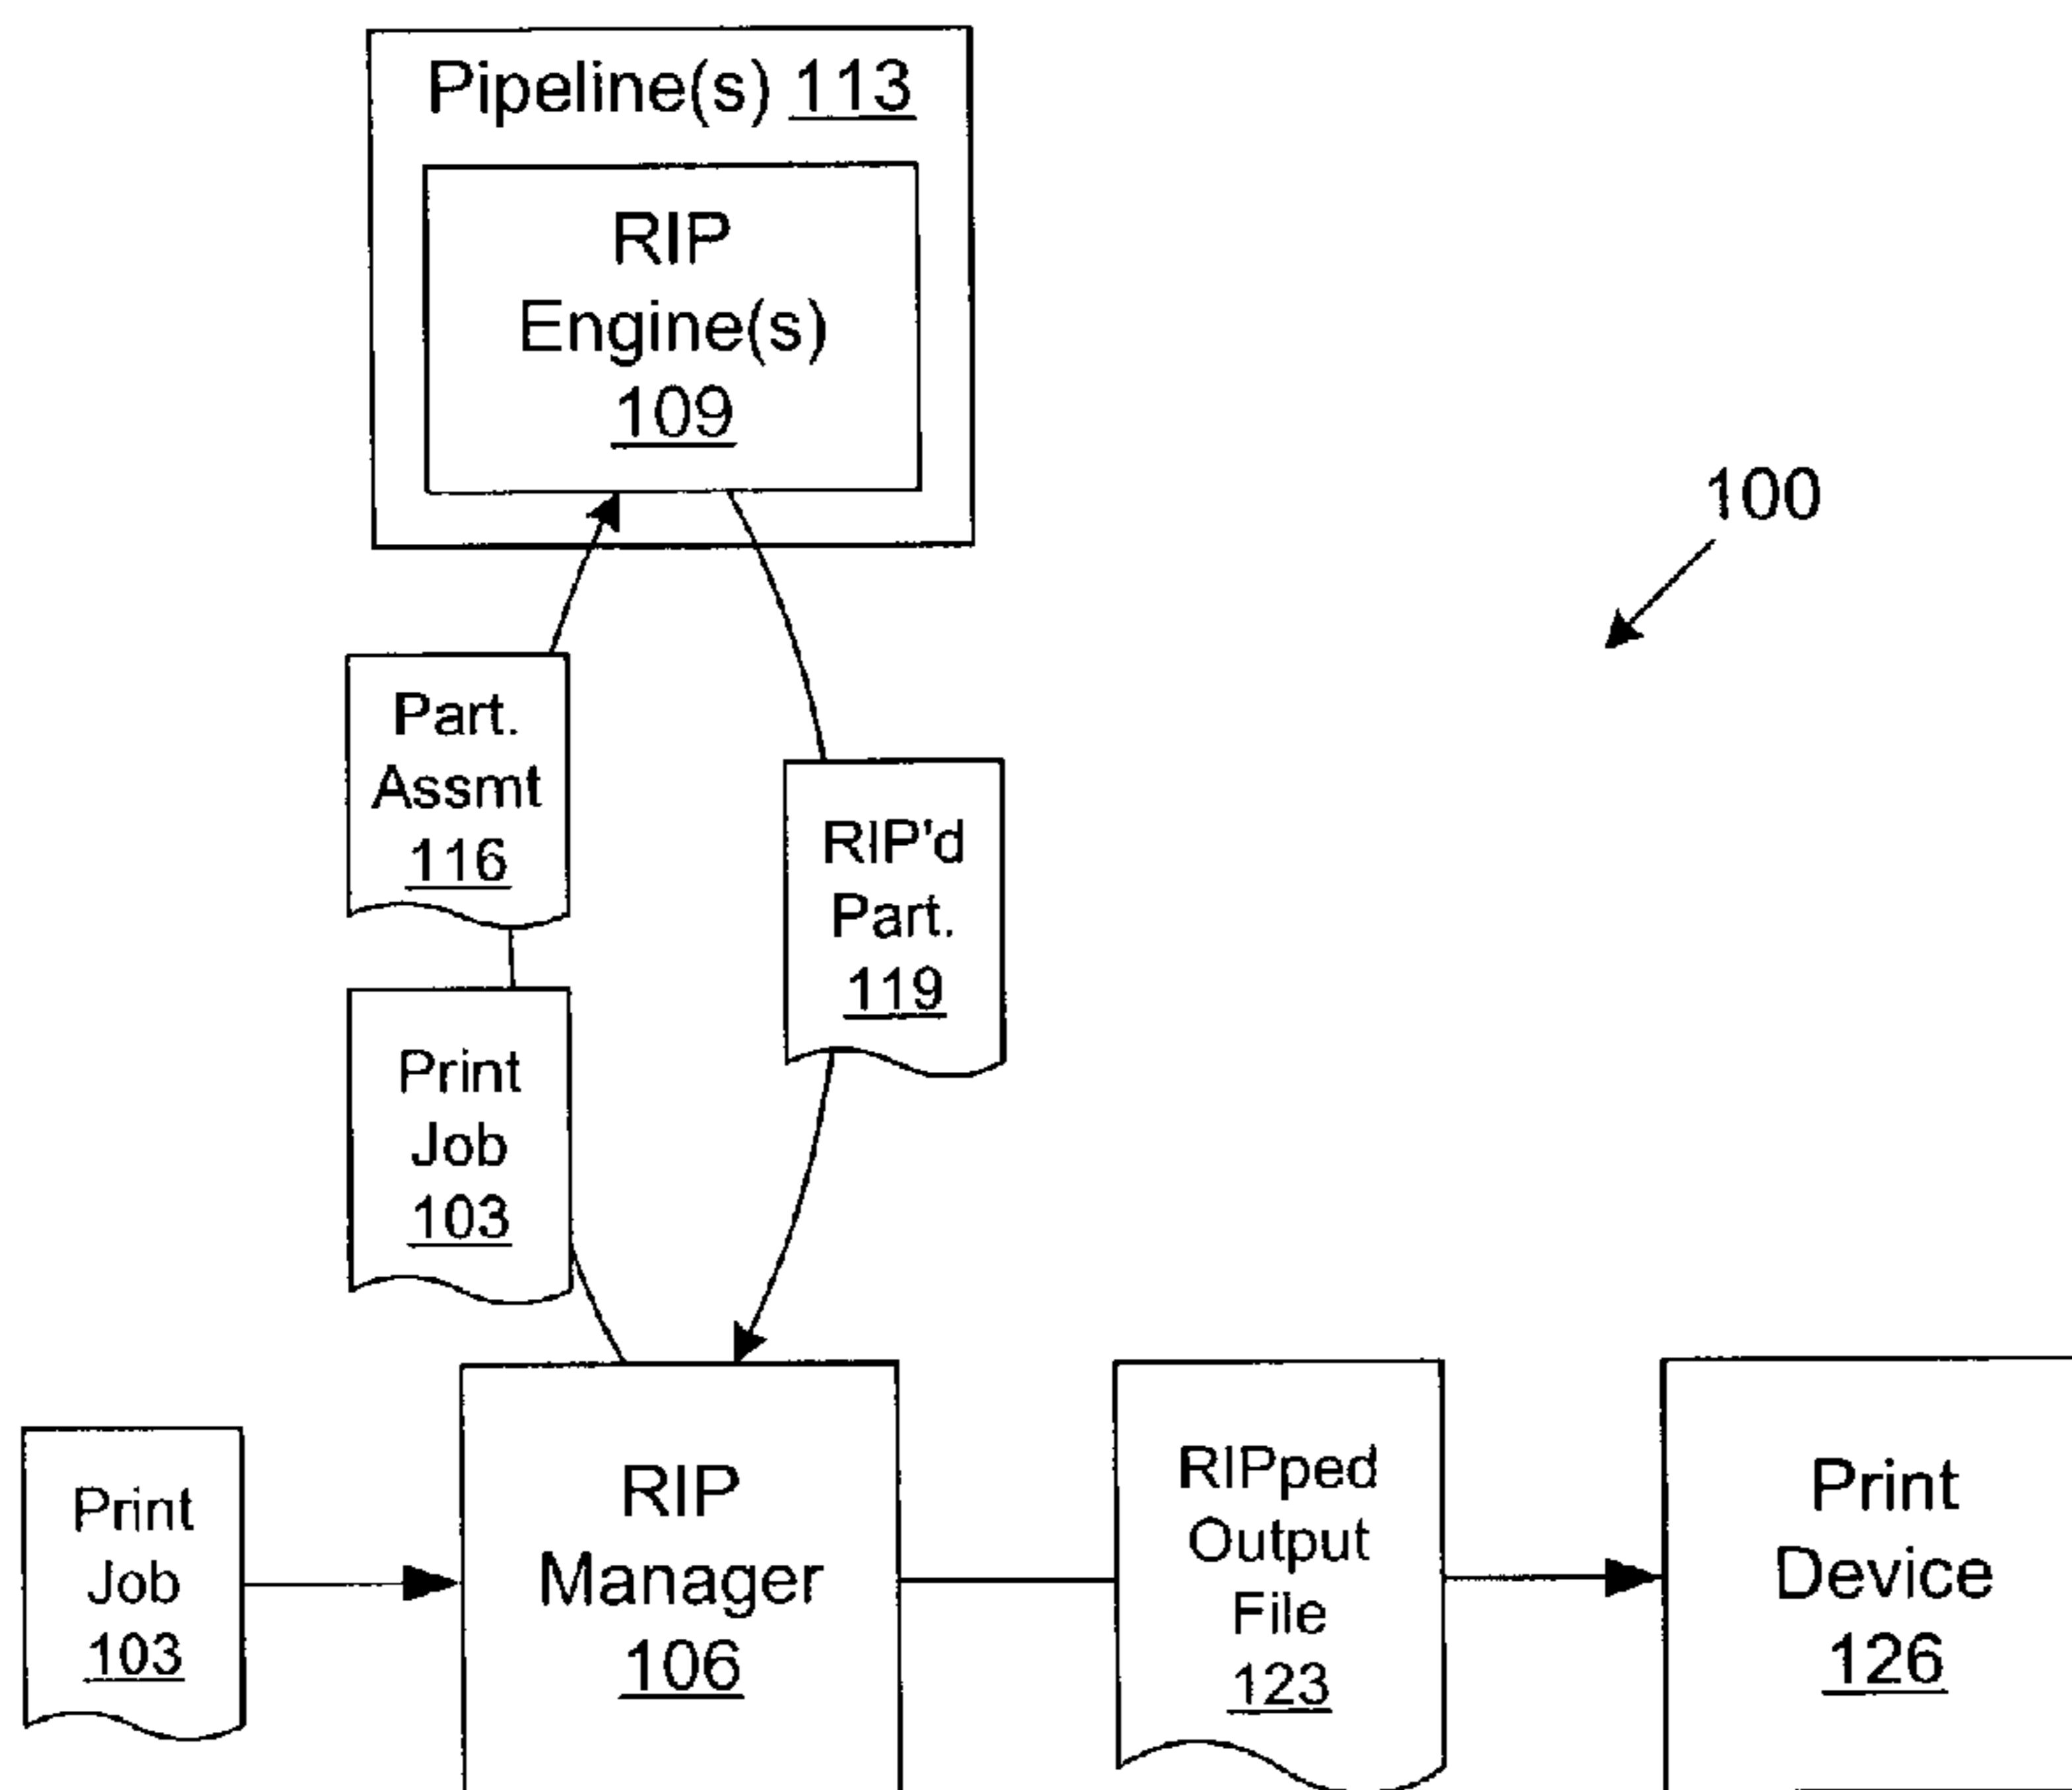 Pipeline(s) 113
RIP
Engine(s)
109
100
Part.
Assmt
116
RIP'd
Part.
119
Print
Job
103
Print
Job
103
RIP
Manager
106
RIPped
Output
File
123
Print
Device
126